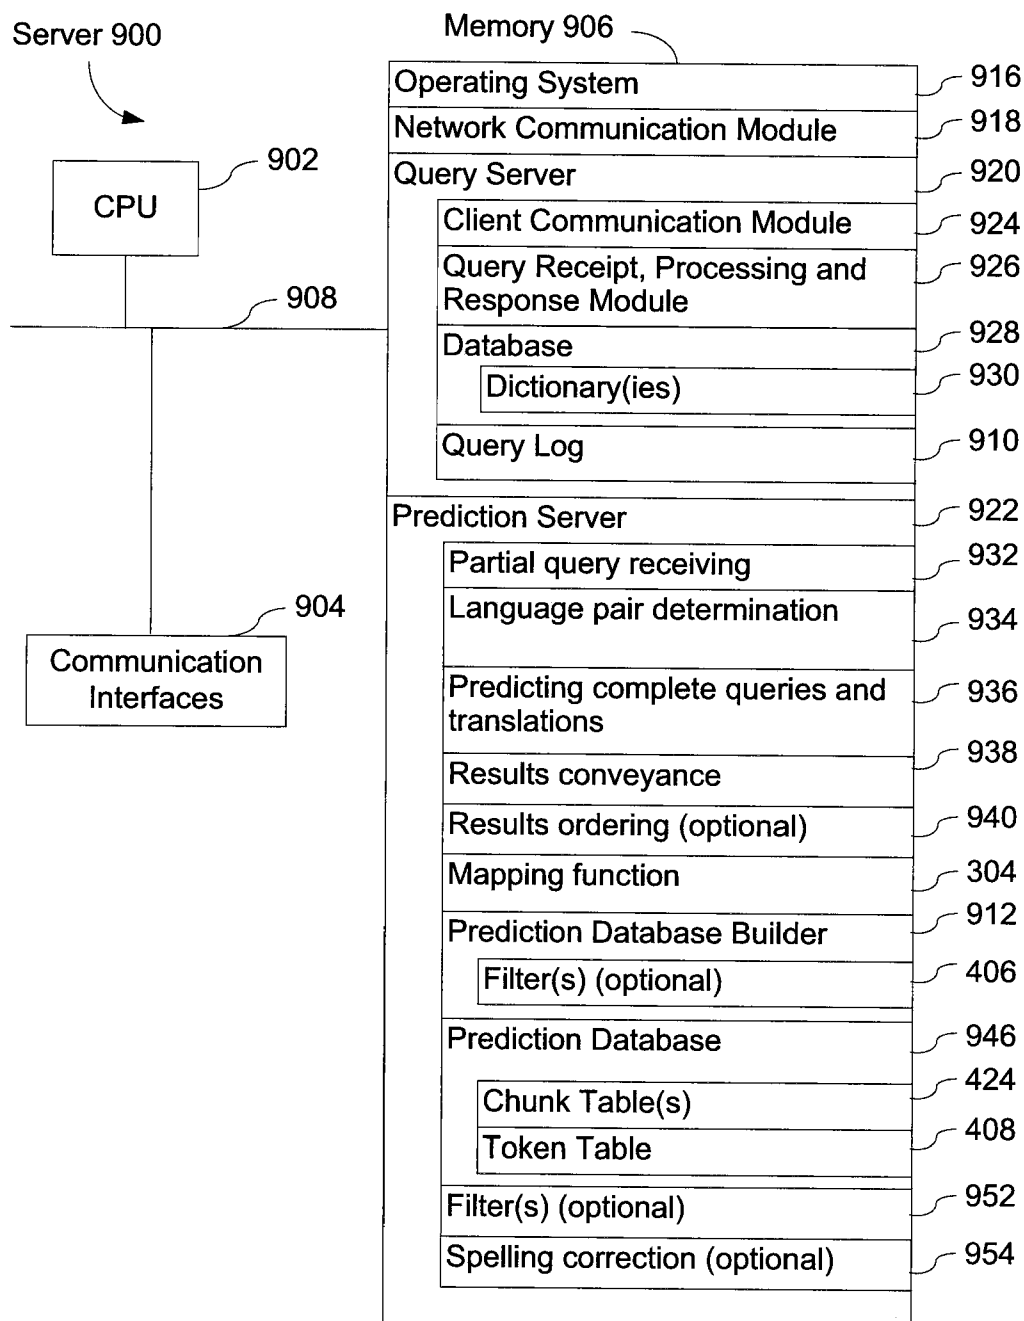 Server 900
Memory 906
Operating System
916
Network Communication Module
918
902
CPU
Query Server
920
Client Communication Module
924
Query Receipt, Processing and
Response Module
926
908
Database
928
Dictionary(ies)
930
Query Log
910
Prediction Server
922
Partial query receiving
932
Language pair determination
934
904
Communication
Interfaces
Predicting complete queries and
translations
936
Results conveyance
938
Results ordering (optional)
940
Mapping function
304
Prediction Database Builder
912
Filter(s) (optional)
406
Prediction Database
946
Chunk Table(s)
424
Token Table
408
Filter(s) (optional)
952
Spelling correction (optional)
954